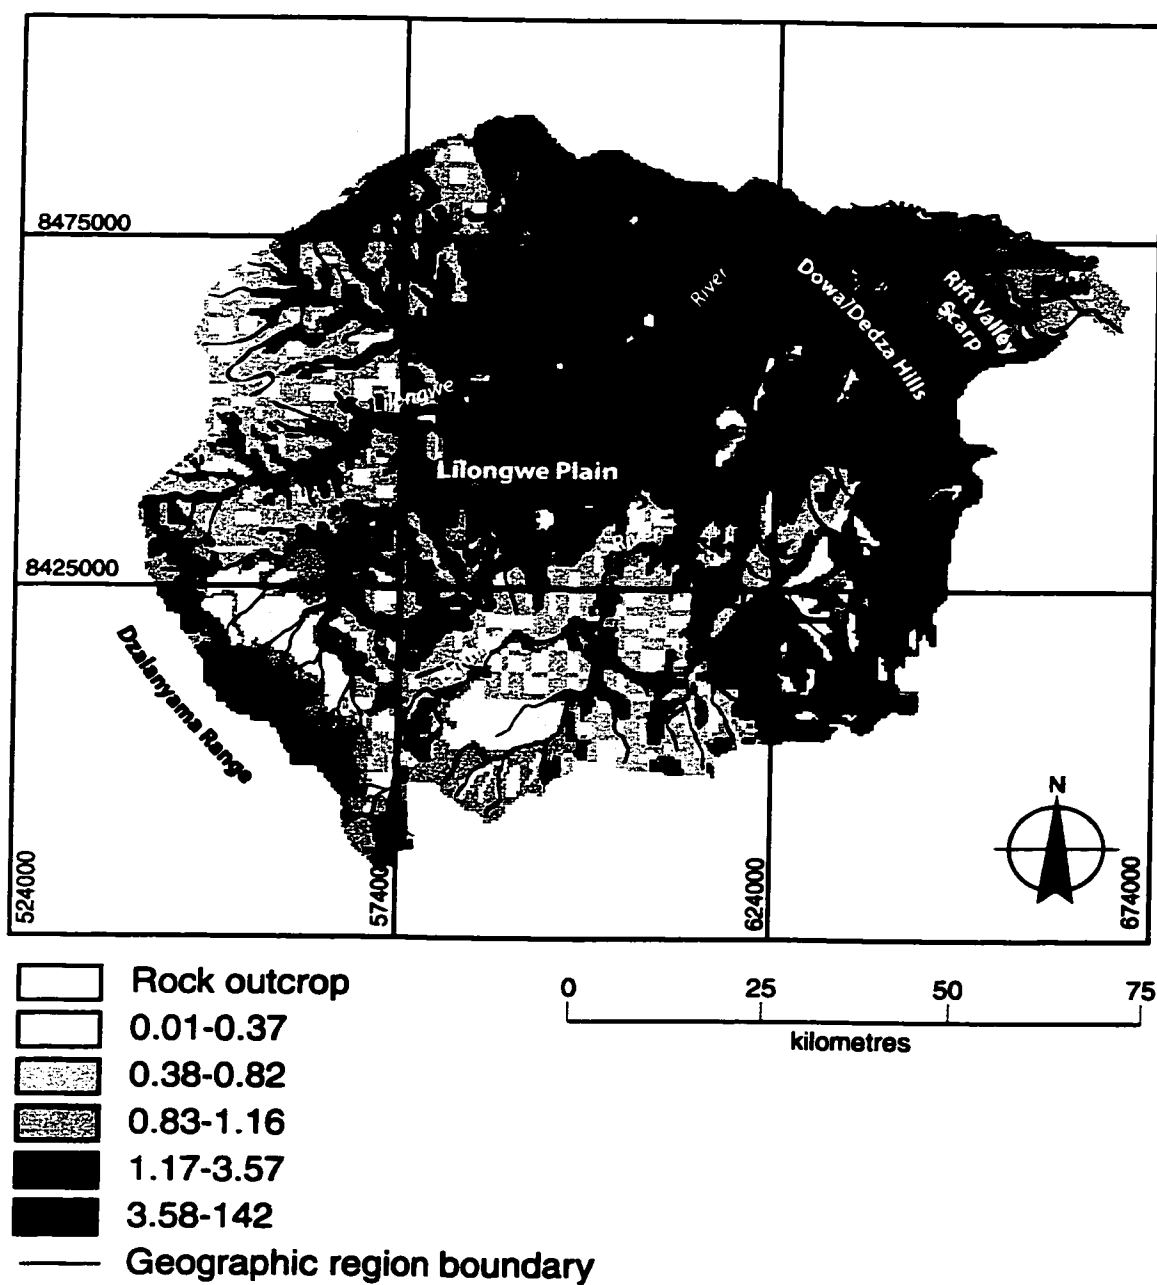 8475000
River
Dowa/Dedza Hills
Rift Valley
Scarp
Lilongwe
Lilongwe Plain
River
8425000
Dzalanyama Range
N
524000
57400
624000
674000
Rock outcrop
0.01-0.37
0.38-0.82
0.83-1.16
1.17-3.57
3.58-142
Geographic region boundary
0 25 50 75
kilometres